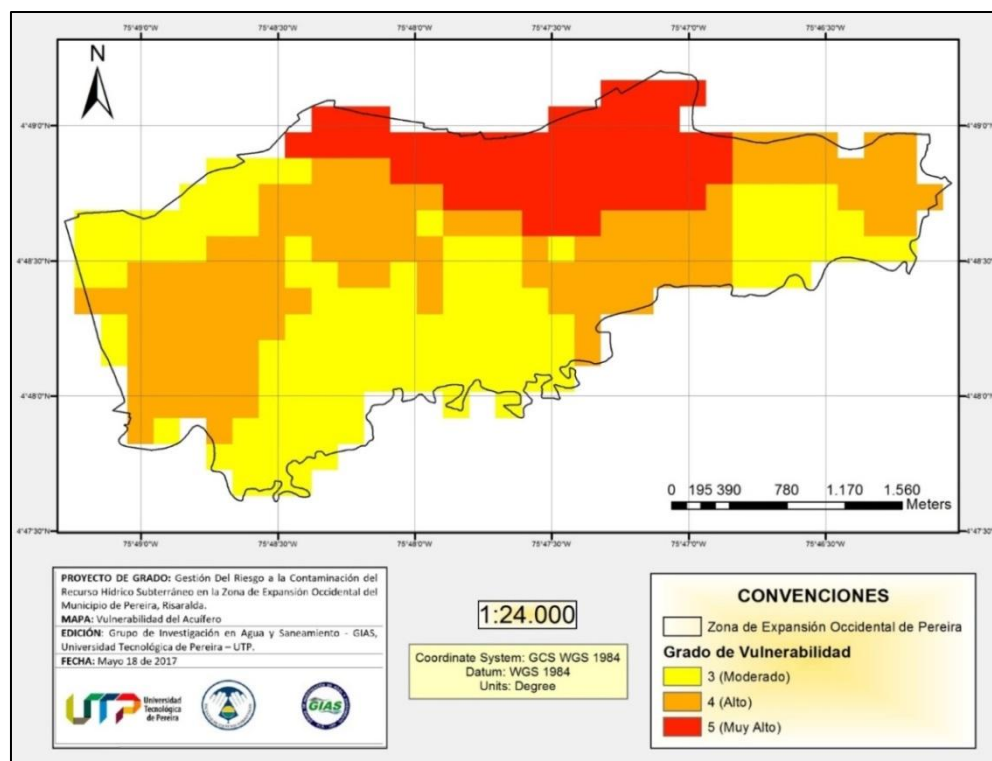 75°49'0"W 75°48'30"W 75°48'0"W 75°47'30"W 75°47'0"W 75°46'30"W
N
4°49'0"N 4°49'0"N
4°48'30"N 4°48'30"N
4°48'0"N 4°48'0"N
0 195 390 780 1.170 1.560
Meters
4°47'30"N 4°47'30"N
75°49'0"W 75°48'30"W 75°48'0"W 75°47'30"W 75°47'0"W 75°46'30"W
PROYECTO DE GRADO: Gestión Del Riesgo a la Contaminación del
Recurso Hídrico Subterráneo en la Zona de Expansión Occidental del
Municipio de Pereira, Risaralda.
MAPA: Vulnerabilidad del Acuífero
EDICIÓN: Grupo de Investigación en Agua y Saneamiento - GIAS,
Universidad Tecnológica de Pereira – UTP.
FECHA: Mayo 18 de 2017
UTP
Universidad
Tecnológica
de Pereira
GIAS
1:24.000
Coordinate System: GCS WGS 1984
Datum: WGS 1984
Units: Degree
CONVENCIONES
Zona de Expansión Occidental de Pereira
Grado de Vulnerabilidad
3 (Moderado)
4 (Alto)
5 (Muy Alto)